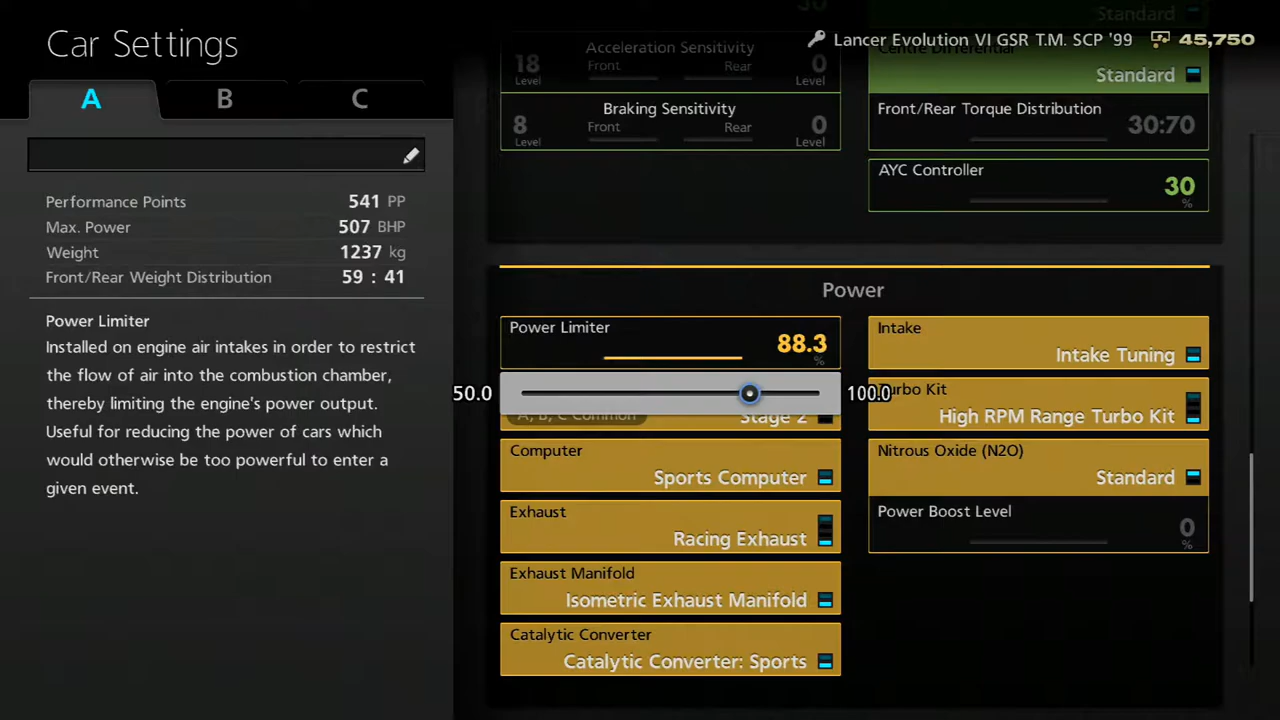 Car Settings
Lancer Evolution VI GSR T.M. SCP '99
45,750
A
B
C
Performance Points
541 PP
Max. Power
507 BHP
Weight
1237 kg
Front/Rear Weight Distribution
59 : 41
Power Limiter
Installed on engine air intakes in order to restrict
the flow of air into the combustion chamber,
thereby limiting the engine's power output.
Useful for reducing the power of cars which
would otherwise be too powerful to enter a
given event.
30
Acceleration Sensitivity
18
Level
Front
Rear
0
Level
Braking Sensitivity
8
Level
Front
Rear
0
Level
Standard
Centre Differential
Standard
Front/Rear Torque Distribution
30:70
AYC Controller
30
%
Power
Power Limiter
88.3
%
50.0
100.0
A, B, C Common
Stage 2
Computer
Sports Computer
Exhaust
Racing Exhaust
Exhaust Manifold
Isometric Exhaust Manifold
Catalytic Converter
Catalytic Converter: Sports
Intake
Intake Tuning
Turbo Kit
High RPM Range Turbo Kit
Nitrous Oxide (N2O)
Standard
Power Boost Level
0
%